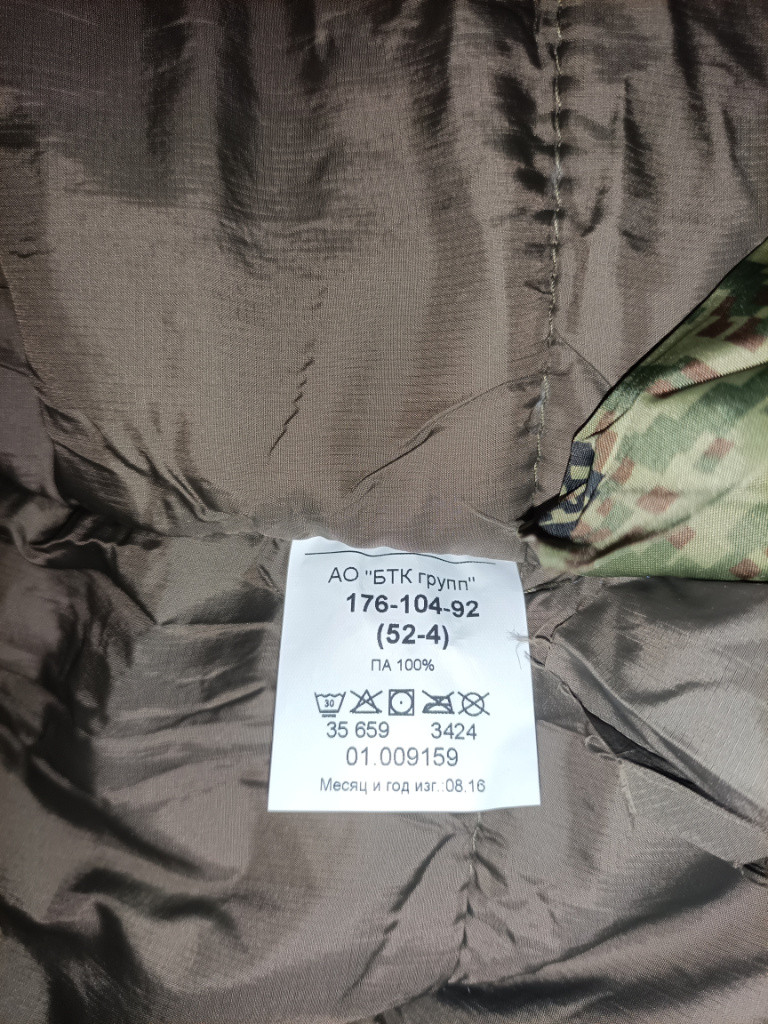 АО "БТК групп"
176-104-92
(52-4)
ПА 100%
30
35 659 3424
01.009159
Месяц и год изг.:08.16